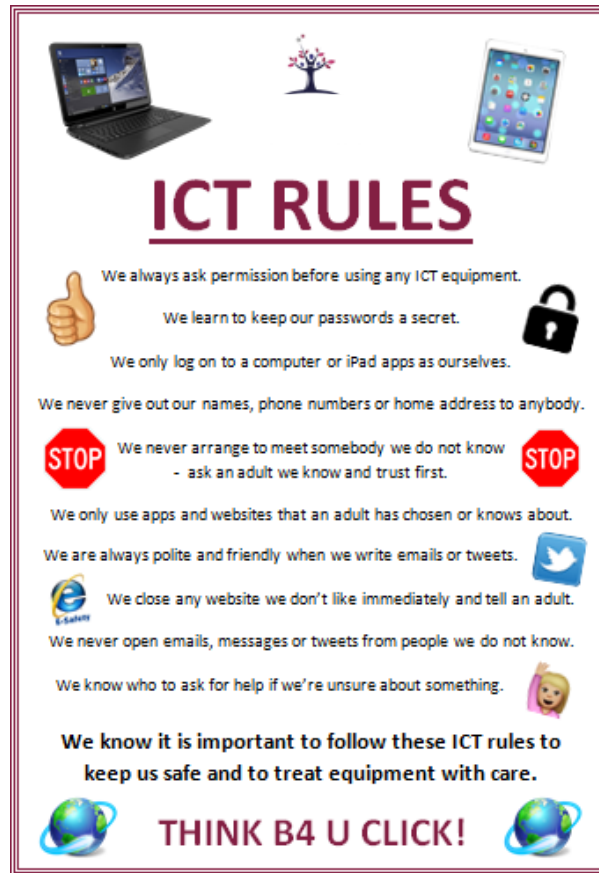 ICT RULES
We always ask permission before using any ICT equipment.
We learn to keep our passwords a secret.
We only log on to a computer or iPad apps as ourselves.
We never give out our names, phone numbers or home address to anybody.
STOP
We never arrange to meet somebody we do not know
- ask an adult we know and trust first.
STOP
We only use apps and websites that an adult has chosen or knows about.
We are always polite and friendly when we write emails or tweets.
E-Safety
We close any website we don't like immediately and tell an adult.
We never open emails, messages or tweets from people we do not know.
We know who to ask for help if we're unsure about something.
We know it is important to follow these ICT rules to
keep us safe and to treat equipment with care.
THINK B4 U CLICK!